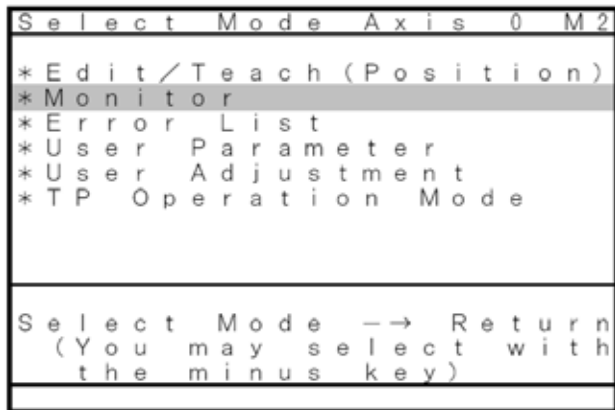 Select Mode Axis 0 M2
*Edit/Teach(Position)
*Monitor
*Error List
*User Parameter
*User Adjustment
*TP Operation Mode
Select Mode —→ Return
(You may select with
the minus key)